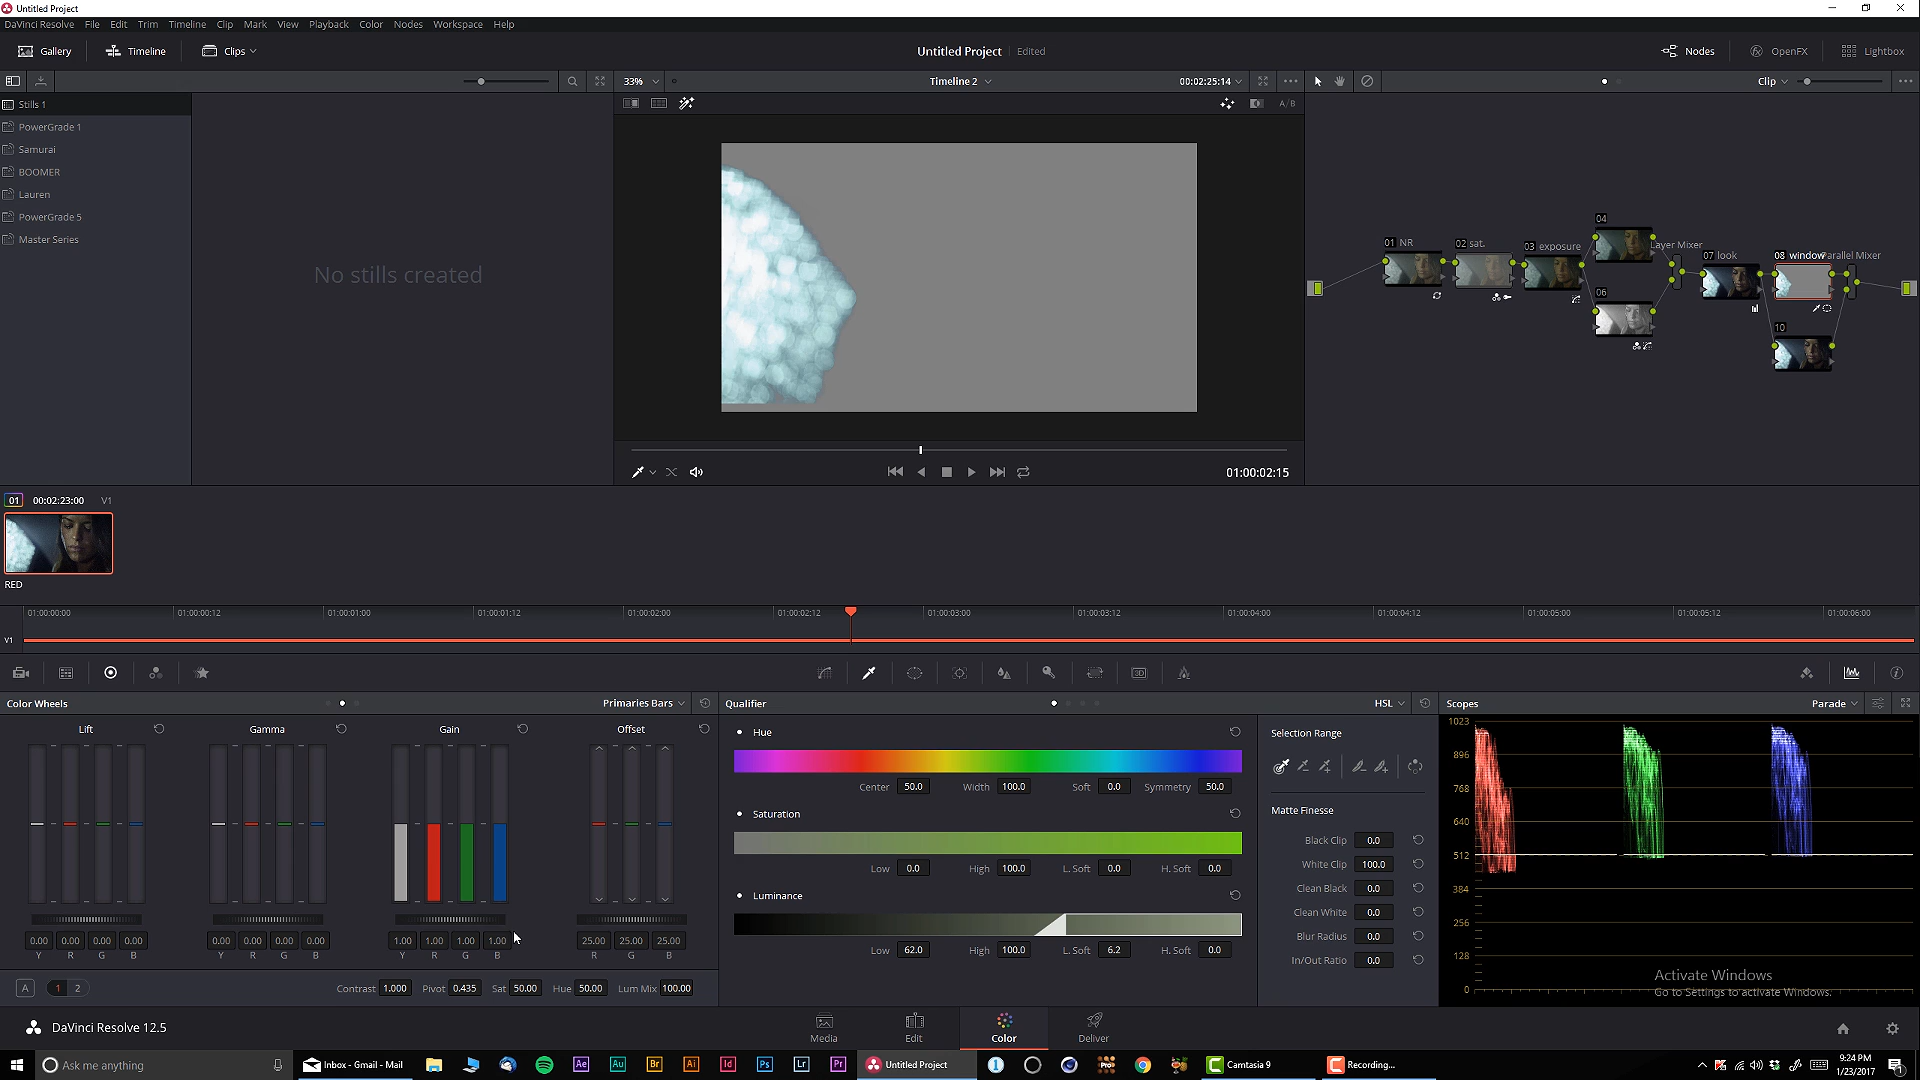 Untitled Project
DaVinci Resolve File Edit Trim Timeline Clip Mark View Playback Color Nodes Workspace Help
Gallery Timeline Clips Untitled Project Edited Nodes OpenFX Lightbox
33% Timeline 2 00:02:25:14 Clip
A/B
Stills 1
PowerGrade 1
Samurai
BOOMER
Lauren
PowerGrade 5
Master Series
No stills created
04
01 NR 02 sat. 03 exposure Layer Mixer
07 look 08 window Parallel Mixer
06
10
01:00:02:15
01 00:02:23:00 V1
RED
01:00:00:00 01:00:00:12 01:00:01:00 01:00:01:12 01:00:02:00 01:00:02:12 01:00:03:00 01:00:03:12 01:00:04:00 01:00:04:12 01:00:05:00 01:00:05:12 01:00:06:00
V1
Color Wheels Primaries Bars
Lift Gamma Gain Offset
0.00 0.00 0.00 0.00 0.00 0.00 0.00 0.00 1.00 1.00 1.00 1.00 25.00 25.00 25.00
Y R G B Y R G B Y R G B R G B
A 1 2 Contrast 1.000 Pivot 0.435 Sat 50.00 Hue 50.00 Lum Mix 100.00
Qualifier HSL
Hue
Center 50.0 Width 100.0 Soft 0.0 Symmetry 50.0
Saturation
Low 0.0 High 100.0 L. Soft 0.0 H. Soft 0.0
Luminance
Low 62.0 High 100.0 L. Soft 6.2 H. Soft 0.0
Selection Range
Matte Finesse
Black Clip 0.0
White Clip 100.0
Clean Black 0.0
Clean White 0.0
Blur Radius 0.0
In/Out Ratio 0.0
Scopes Parade
1023
896
768
640
512
384
256
128
0
Activate Windows
Go to Settings to activate Windows.
DaVinci Resolve 12.5
Media Edit Color Deliver
Ask me anything Inbox - Gmail - Mail Ae Au Br Ai Id Ps Lr Pr Untitled Project Camtasia 9 Recording...
9:24 PM
1/23/2017